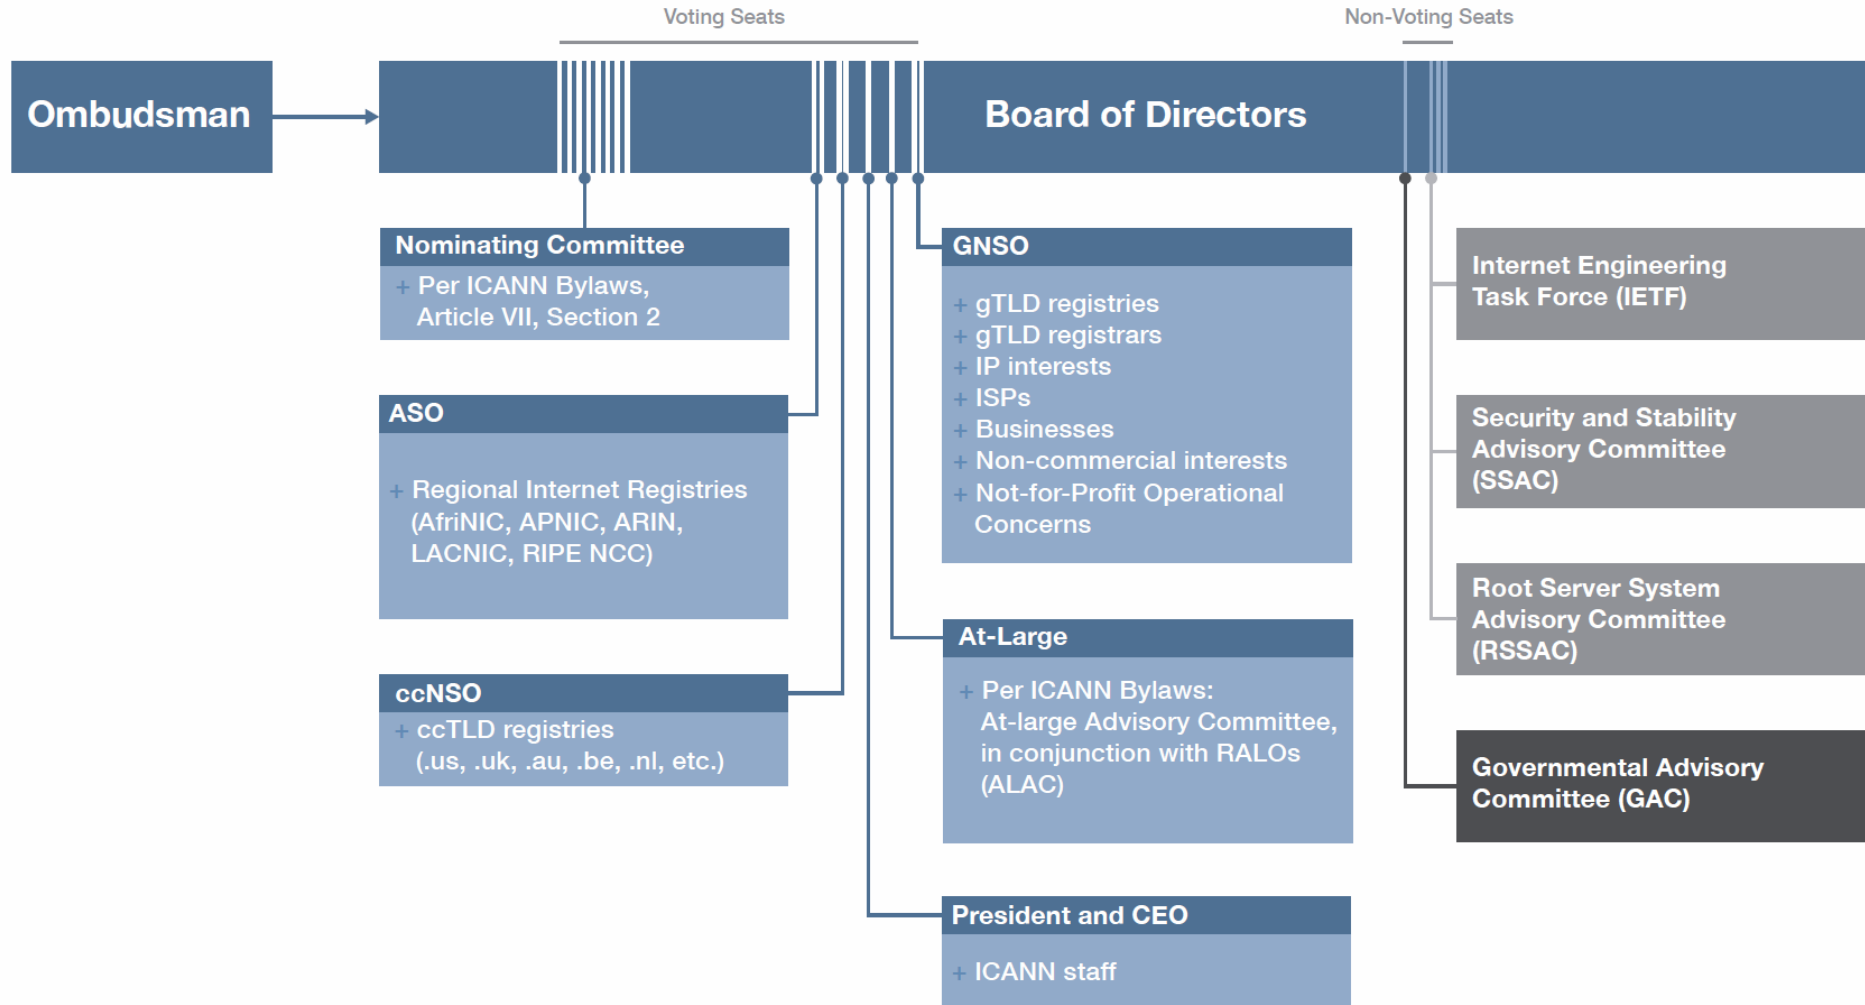 Voting Seats
Non-Voting Seats
Ombudsman
Board of Directors
Nominating Committee
+ Per ICANN Bylaws,
Article VII, Section 2
ASO
+ Regional Internet Registries
(AfriNIC, APNIC, ARIN,
LACNIC, RIPE NCC)
ccNSO
+ ccTLD registries
(.us, .uk, .au, .be, .nl, etc.)
GNSO
+ gTLD registries
+ gTLD registrars
+ IP interests
+ ISPs
+ Businesses
+ Non-commercial interests
+ Not-for-Profit Operational
Concerns
At-Large
+ Per ICANN Bylaws:
At-large Advisory Committee,
in conjunction with RALOs
(ALAC)
President and CEO
+ ICANN staff
Internet Engineering
Task Force (IETF)
Security and Stability
Advisory Committee
(SSAC)
Root Server System
Advisory Committee
(RSSAC)
Governmental Advisory
Committee (GAC)